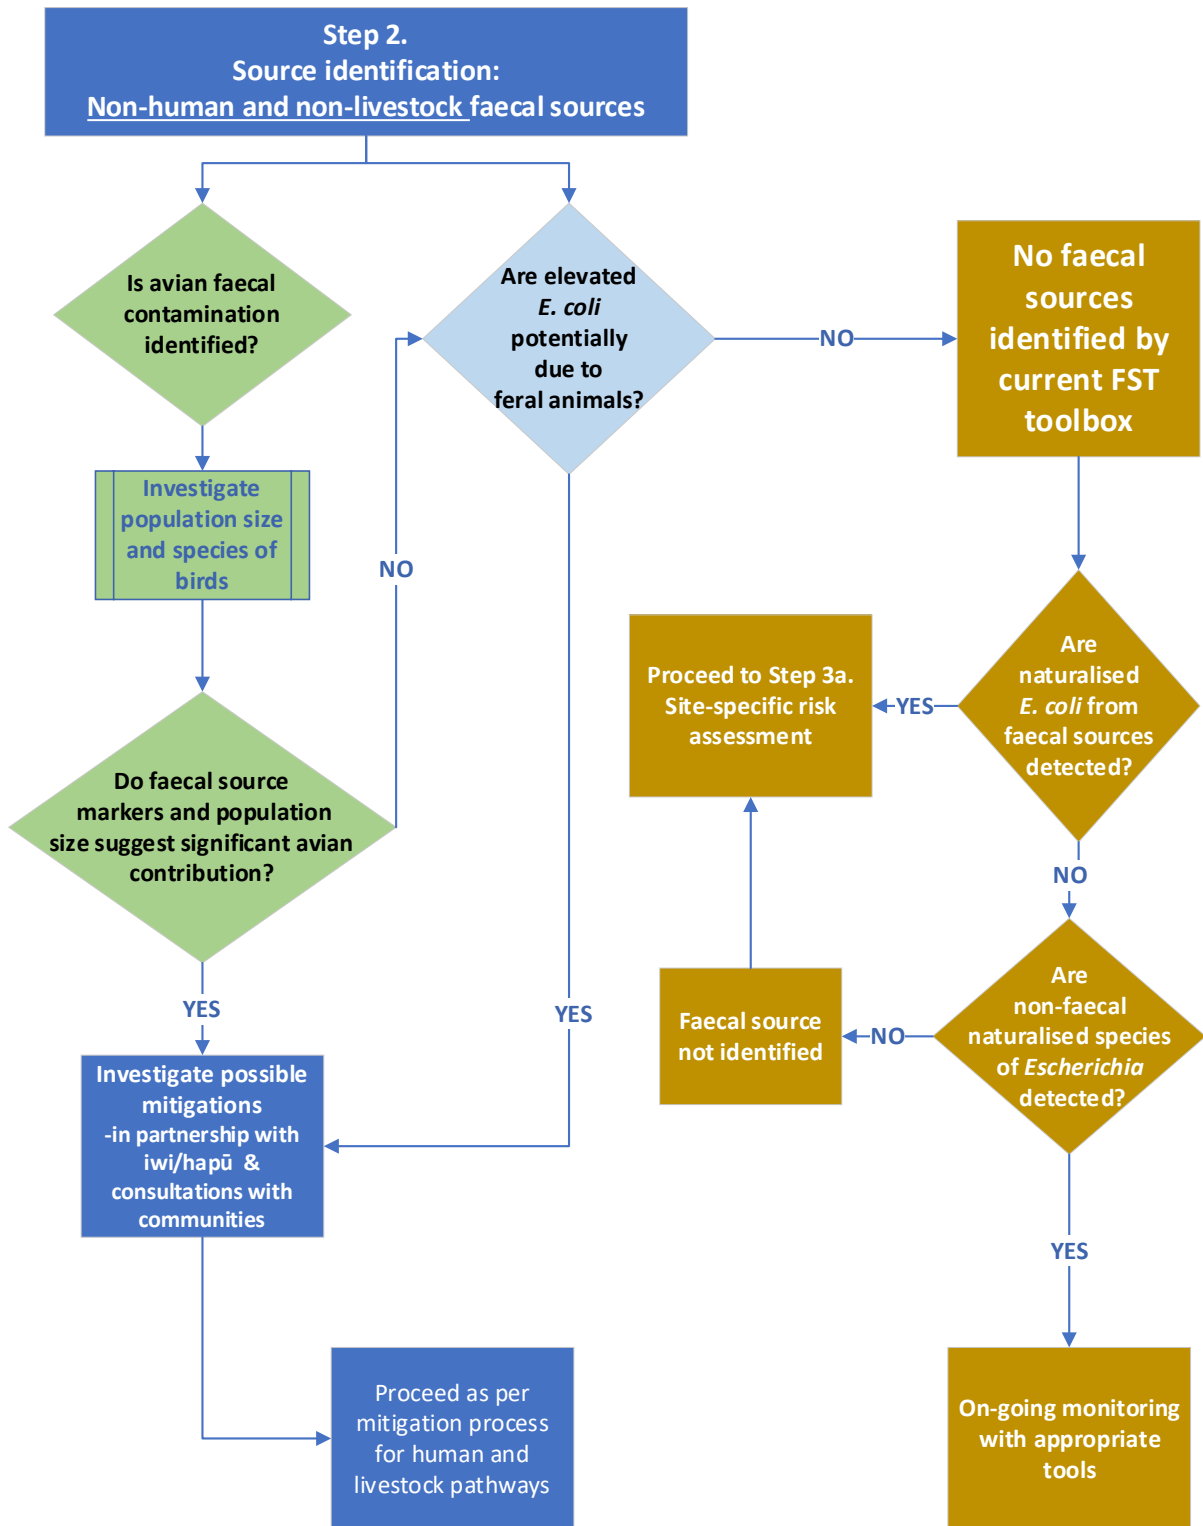 Step 2.
Source identification:
Non-human and non-livestock faecal sources
Is avian faecal
contamination
identified?
Investigate
population size
and species of
birds
Do faecal source
markers and population
size suggest significant avian
contribution?
NO
YES
Investigate possible
mitigations
-in partnership with
iwi/hapū &
consultations with
communities
Proceed as per
mitigation process
for human and
livestock pathways
Are elevated
E. coli
potentially
due to
feral animals?
YES
NO
No faecal
sources
identified by
current FST
toolbox
Are
naturalised
E. coli from
faecal sources
detected?
YES
Proceed to Step 3a.
Site-specific risk
assessment
NO
Are
non-faecal
naturalised species
of Escherichia
detected?
NO
Faecal source
not identified
YES
On-going monitoring
with appropriate
tools